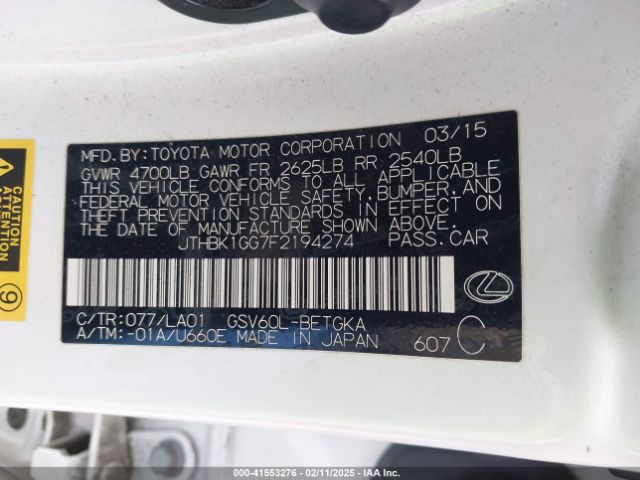 MFD. BY: TOYOTA MOTOR CORPORATION 03/15
GVWR 4700LB GAWR FR 2625LB RR 2540LB
THIS VEHICLE CONFORMS TO ALL APPLICABLE
FEDERAL MOTOR VEHICLE SAFETY, BUMPER, AND
THEFT PREVENTION STANDARDS IN EFFECT ON
THE DATE OF MANUFACTURE SHOWN ABOVE.
JTHBK1GG7F2194274 PASS. CAR
C/TR: 077/LA01 GSV60L-BETGKA
A/TM: -01A/U660E MADE IN JAPAN 607 C
CAUTION
ATTENTION
9
00-41553276 - 02/11/2025 - IAA Inc.